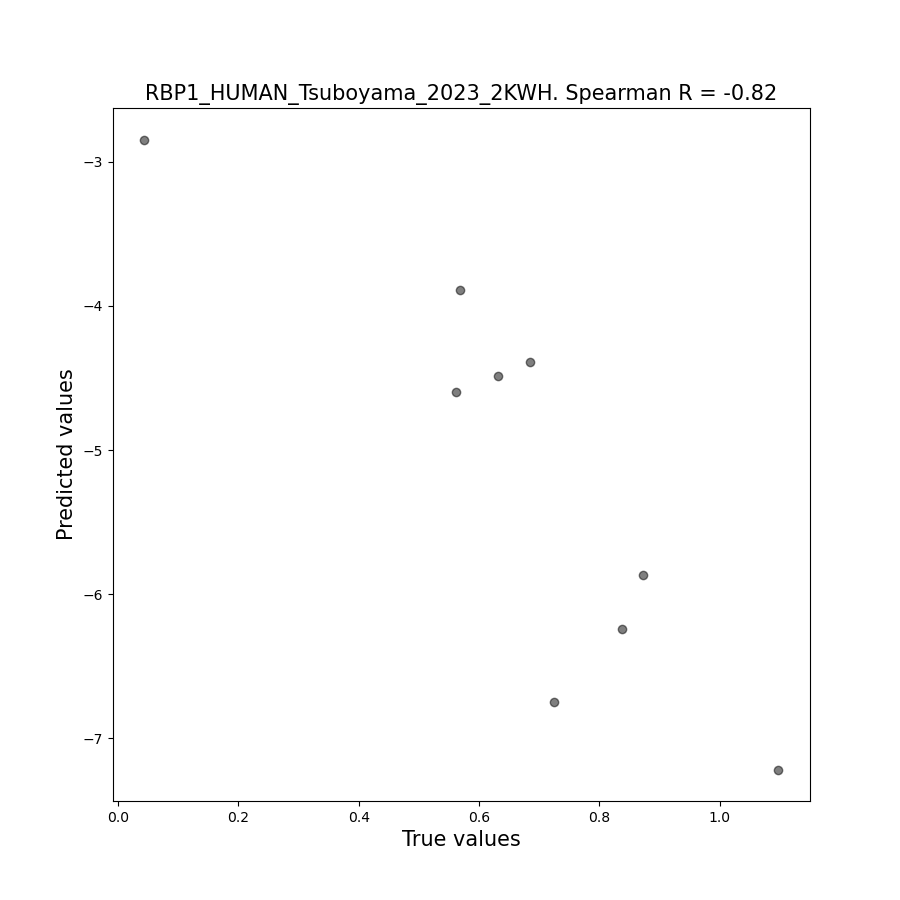 RBP1_HUMAN_Tsuboyama_2023_2KWH. Spearman R = -0.82
−3
−4
−5
−6
−7
Predicted values
0.0 0.2 0.4 0.6 0.8 1.0
True values